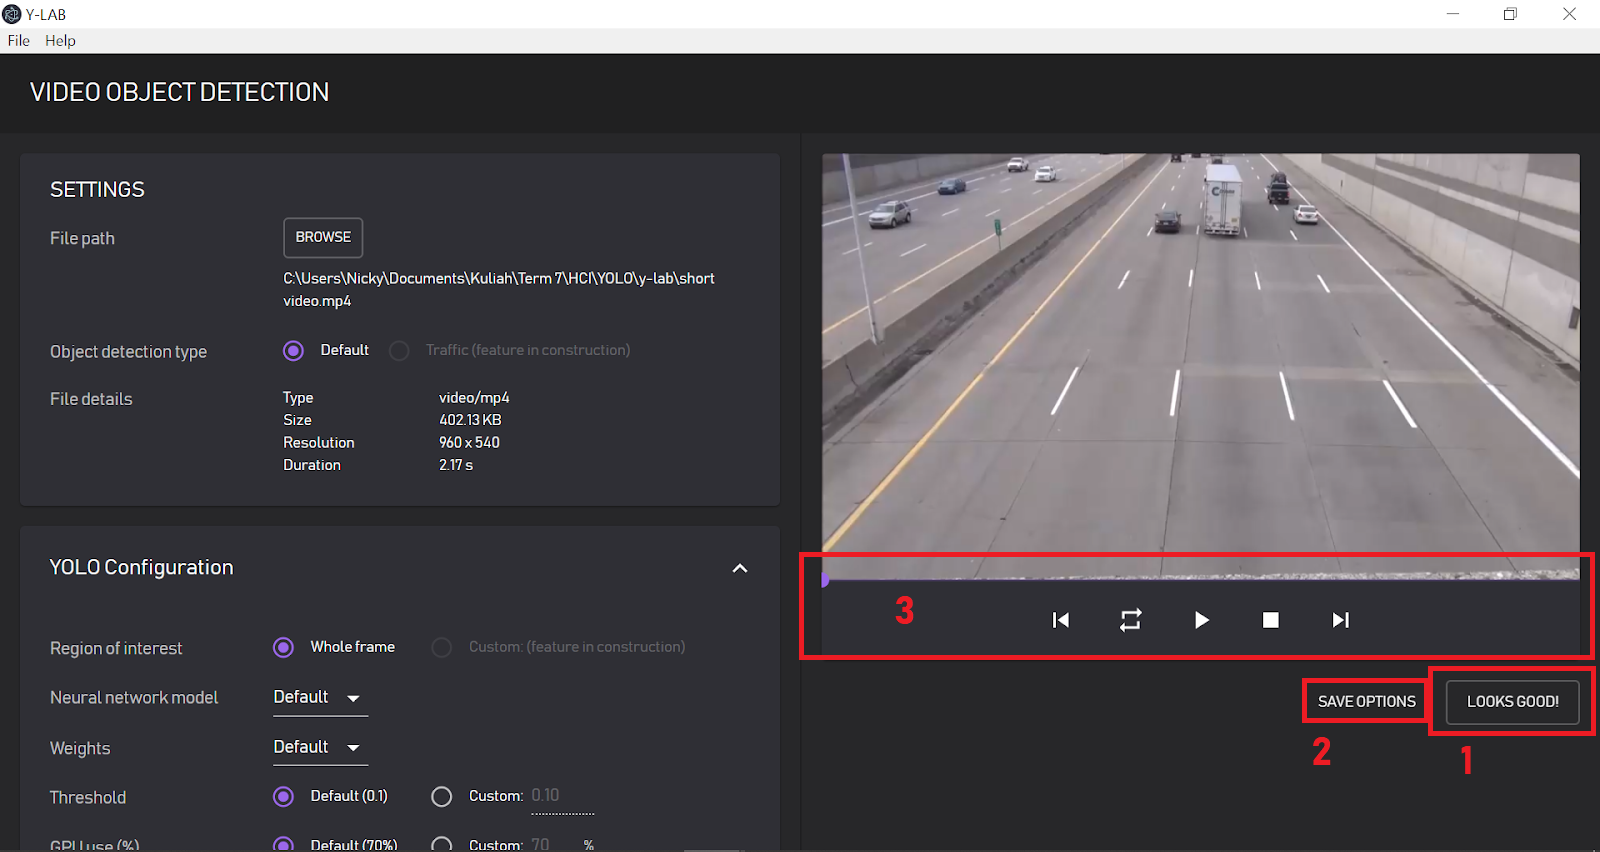 Y-LAB
File Help
VIDEO OBJECT DETECTION
SETTINGS
File path BROWSE
C:\Users\Nicky\Documents\Kuliah\Term 7\HCI\YOLO\y-lab\short
video.mp4
Object detection type Default Traffic (feature in construction)
File details Type video/mp4
Size 402.13 KB
Resolution 960 x 540
Duration 2.17 s
YOLO Configuration
Region of interest Whole frame Custom: (feature in construction)
Neural network model Default
Weights Default
Threshold Default (0.1) Custom: 0.10
GPU use (%) Default (70%) Custom: 70 %
3
SAVE OPTIONS LOOKS GOOD!
2 1